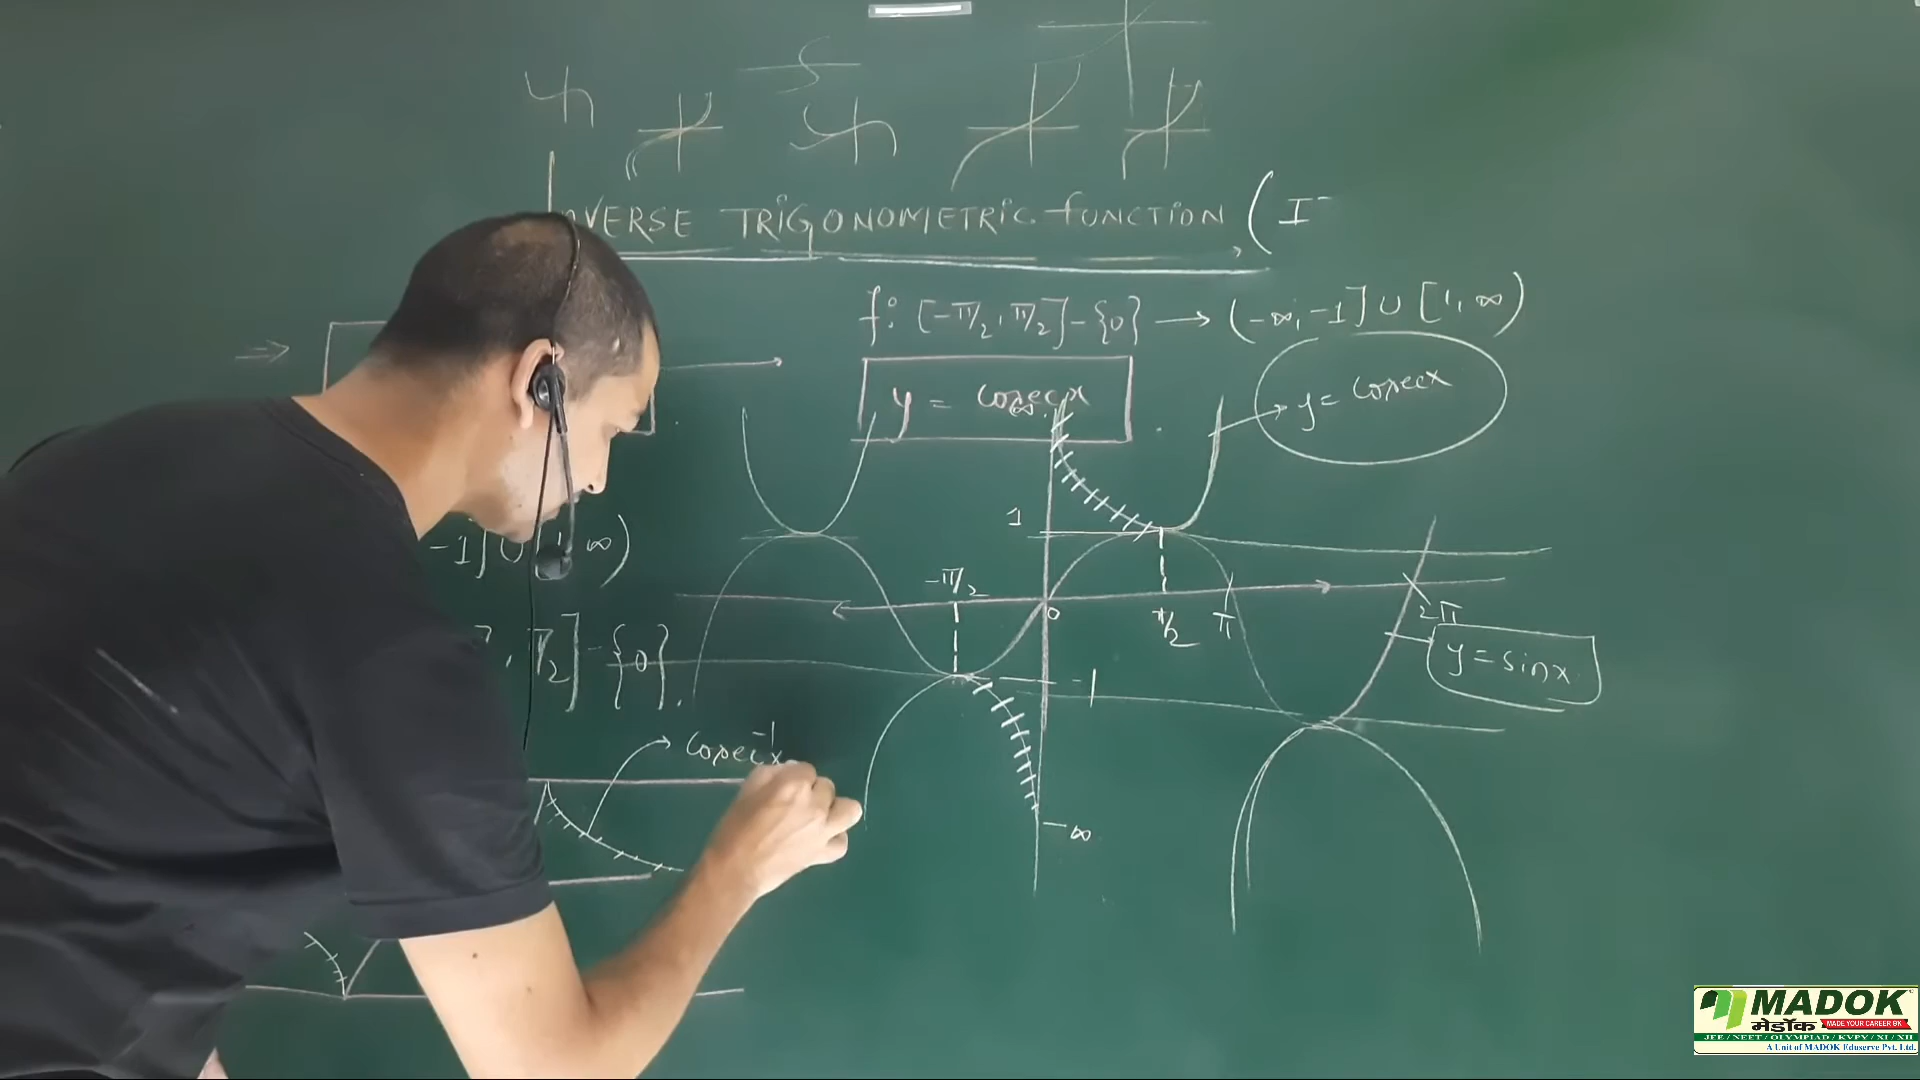 INVERSE TRIGONOMETRIC FUNCTION (I
f: [-π/2, π/2] - {0} → (-∞, -1] ∪ [1, ∞)
y = cosecx
y = cosecx
∞
1
-1] ∪ [1, ∞)
-π/2
0
π/2
π
2π
, π/2] - {0}.
y = sinx
-1
cosec⁻¹x
-∞
MADOK
मेडॉक
MADE YOUR CAREER BK
JEE / NEET / OLYMPIAD / KVPY / XI / XII
A Unit of MADOK Eduserve Pvt. Ltd.